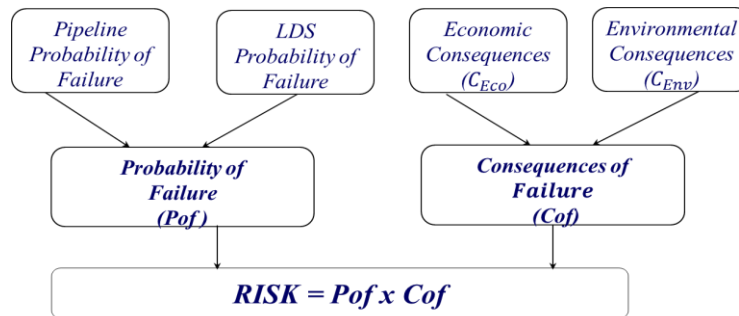 Pipeline
Probability of
Failure
LDS
Probability of
Failure
Economic
Consequences
(C_Eco)
Environmental
Consequences
(C_Env)
Probability of
Failure
(Pof)
Consequences of
Failure
(Cof)
RISK = Pof x Cof